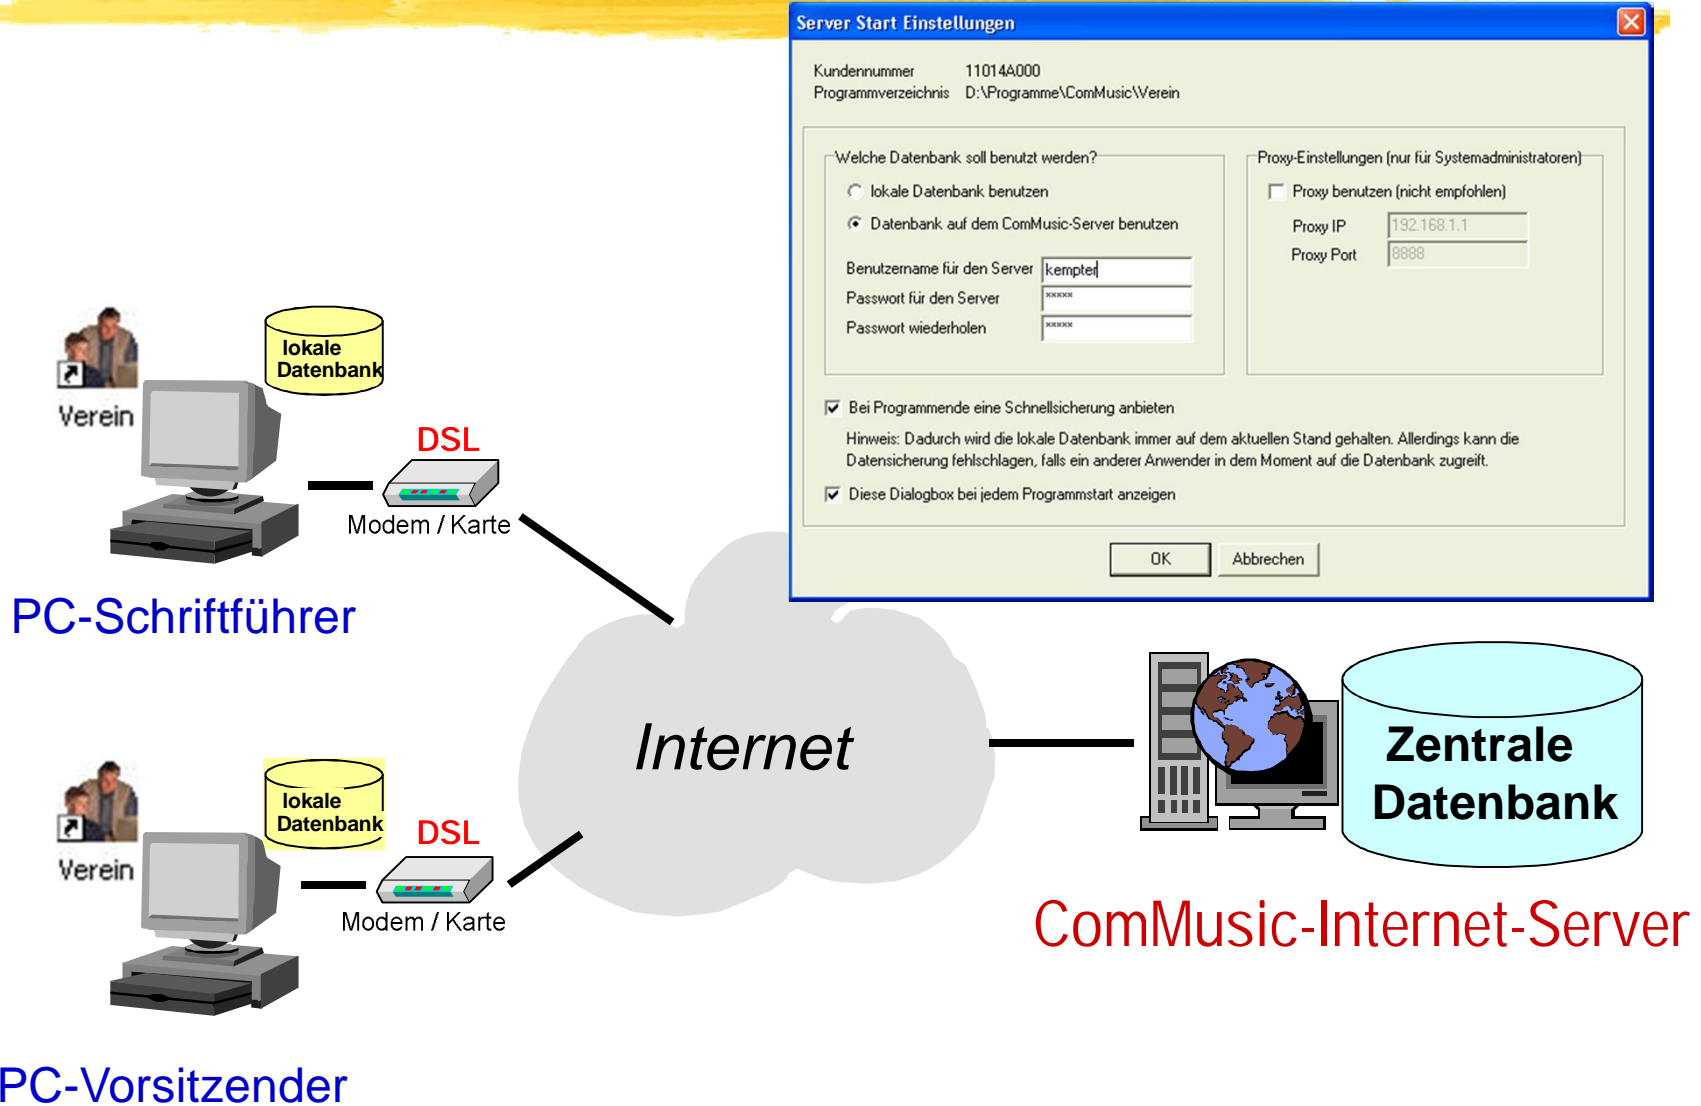 Server Start Einstellungen
Kundennummer 11014A000
Programmverzeichnis D:\Programme\ComMusic\Verein
Welche Datenbank soll benutzt werden?
lokale Datenbank benutzen
Datenbank auf dem ComMusic-Server benutzen
Benutzername für den Server kempter
Passwort für den Server xxxxx
Passwort wiederholen xxxxx
Proxy-Einstellungen (nur für Systemadministratoren)
Proxy benutzen (nicht empfohlen)
Proxy IP 192.168.1.1
Proxy Port 8888
Bei Programmende eine Schnellsicherung anbieten
Hinweis: Dadurch wird die lokale Datenbank immer auf dem aktuellen Stand gehalten. Allerdings kann die
Datensicherung fehlschlagen, falls ein anderer Anwender in dem Moment auf die Datenbank zugreift.
Diese Dialogbox bei jedem Programmstart anzeigen
OK Abbrechen
lokale
Datenbank
Verein
DSL
Modem / Karte
PC-Schriftführer
Internet
Zentrale
Datenbank
ComMusic-Internet-Server
lokale
Datenbank
Verein
DSL
Modem / Karte
PC-Vorsitzender